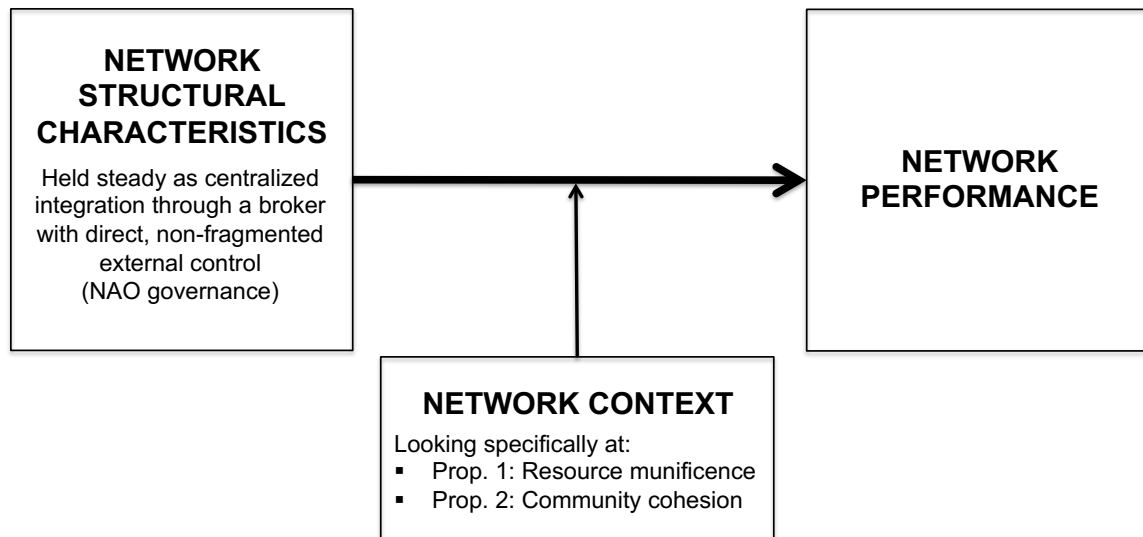 NETWORK
STRUCTURAL
CHARACTERISTICS
Held steady as centralized
integration through a broker
with direct, non-fragmented
external control
(NAO governance)
NETWORK
PERFORMANCE
NETWORK CONTEXT
Looking specifically at:
▪ Prop. 1: Resource munificence
▪ Prop. 2: Community cohesion